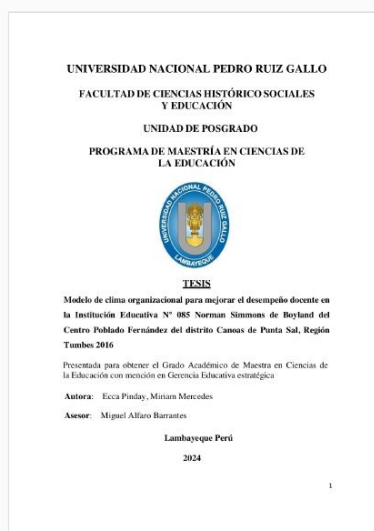 UNIVERSIDAD NACIONAL PEDRO RUIZ GALLO
FACULTAD DE CIENCIAS HISTÓRICO SOCIALES
Y EDUCACIÓN
UNIDAD DE POSGRADO
PROGRAMA DE MAESTRÍA EN CIENCIAS DE
LA EDUCACIÓN
UNIVERSIDAD NACIONAL PEDRO RUIZ GALLO
LAMBAYEQUE
TESIS
Modelo de clima organizacional para mejorar el desempeño docente en
la Institución Educativa N° 085 Norman Simmons de Boyland del
Centro Poblado Fernández del distrito Canoas de Punta Sal, Región
Tumbes 2016
Presentada para obtener el Grado Académico de Maestra en Ciencias de
la Educación con mención en Gerencia Educativa estratégica
Autora: Ecca Pinday, Miriam Mercedes
Asesor: Miguel Alfaro Barrantes
Lambayeque Perú
2024
1